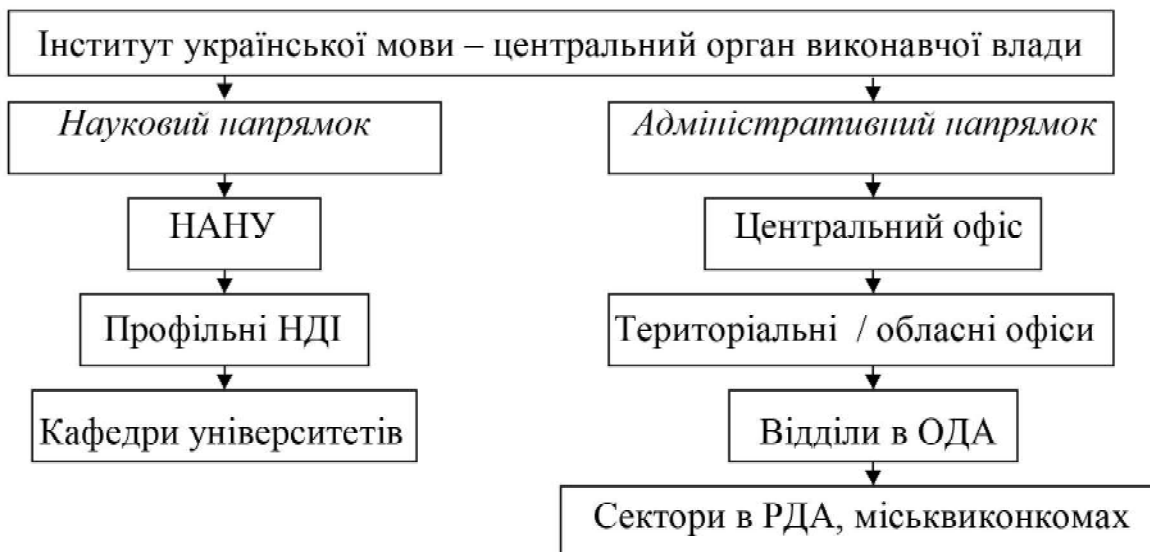 Інститут української мови – центральний орган виконавчої влади
Науковий напрямок
Адміністративний напрямок
НАНУ
Центральний офіс
Профільні НДІ
Територіальні / обласні офіси
Кафедри університетів
Відділи в ОДА
Сектори в РДА, міськвиконкомах